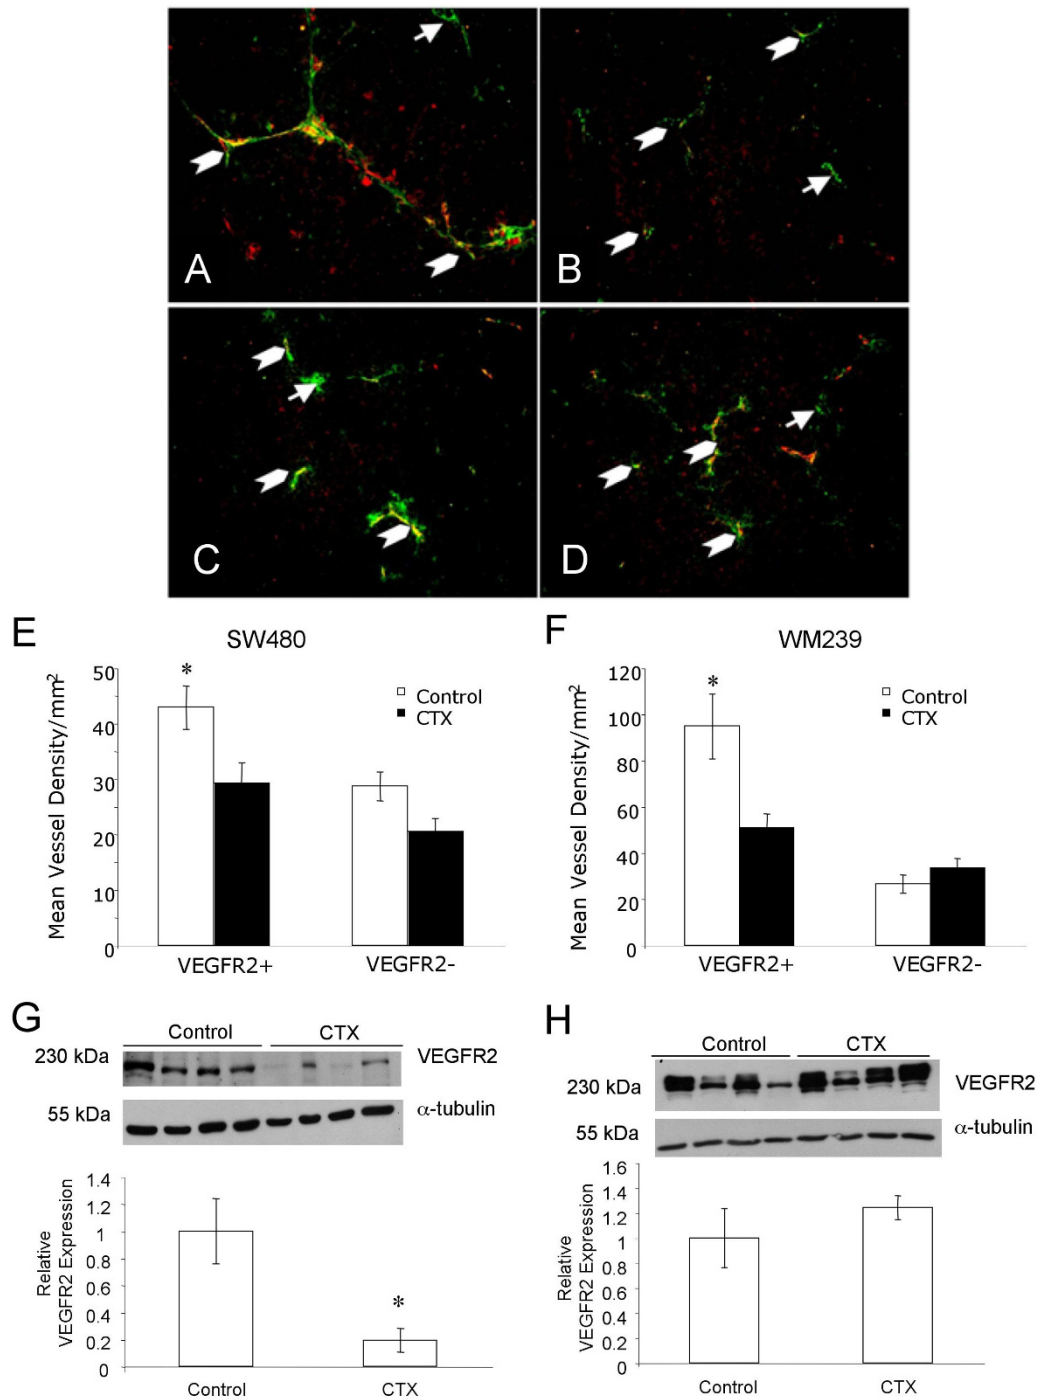 A
B
C
D
E
SW480
Mean Vessel Density/mm²
50
40
30
20
10
0
*
Control
CTX
VEGFR2+
VEGFR2-
F
WM239
Mean Vessel Density/mm²
120
100
80
60
40
20
0
*
Control
CTX
VEGFR2+
VEGFR2-
G
Control
CTX
230 kDa
VEGFR2
55 kDa
α-tubulin
Relative
VEGFR2 Expression
1.4
1.2
1
0.8
0.6
0.4
0.2
0
*
Control
CTX
H
Control
CTX
230 kDa
VEGFR2
55 kDa
α-tubulin
Relative
VEGFR2 Expression
1.6
1.4
1.2
1
0.8
0.6
0.4
0.2
0
Control
CTX